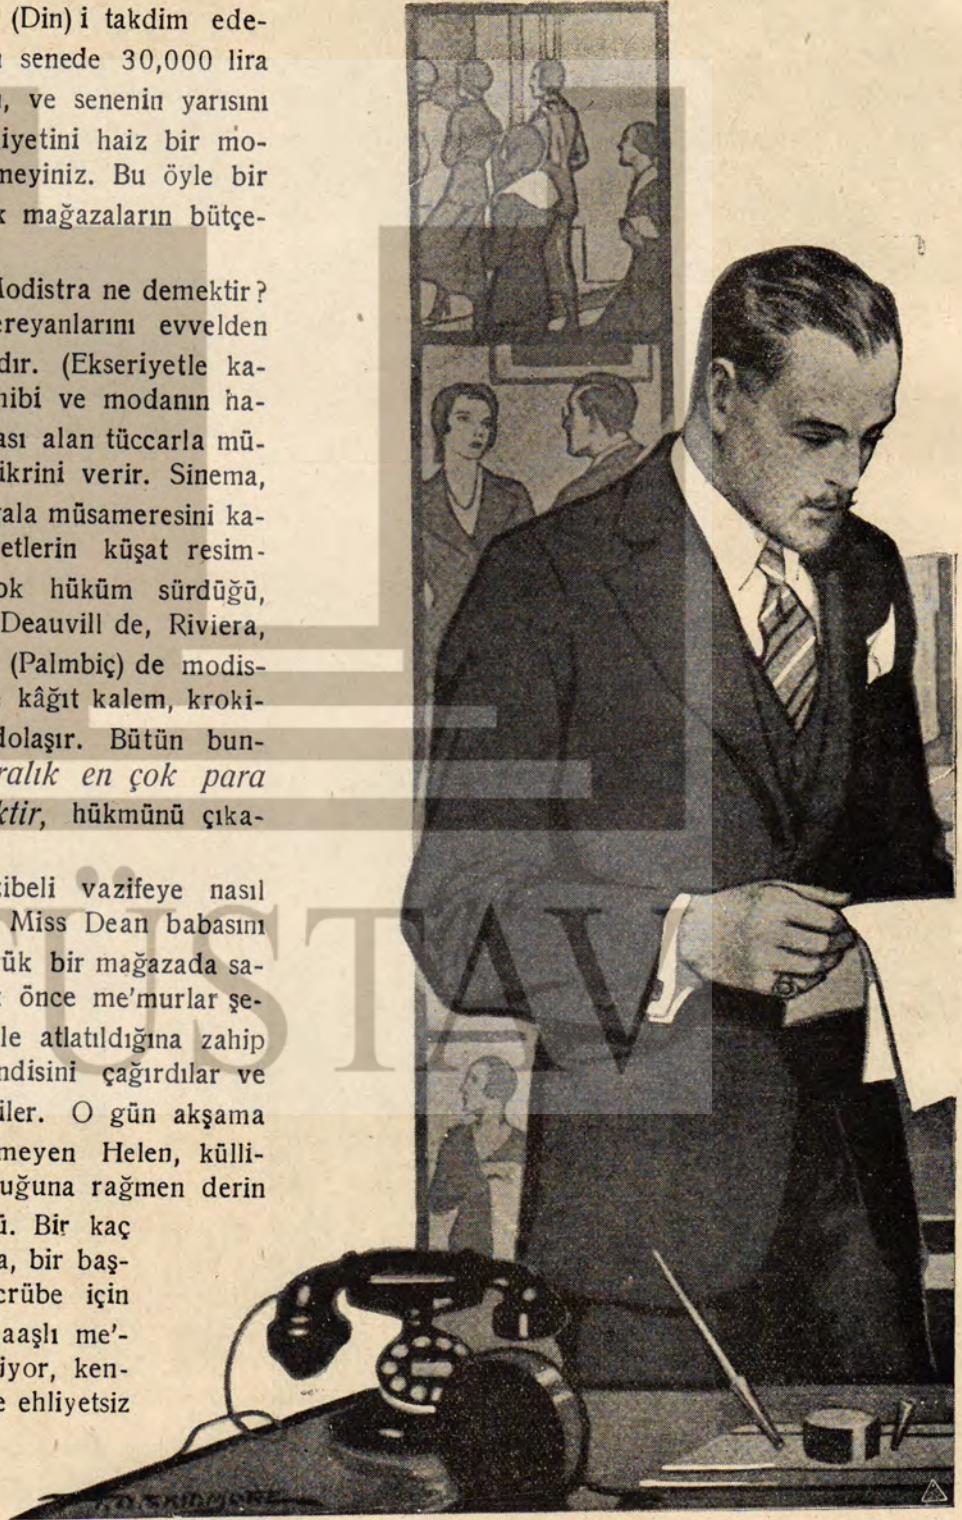 (Din) i takdim ede-
senede 30,000 lira
, ve senenin yarısını
iyetini haiz bir mo-
meyiniz. Bu öyle bir
k mağazaların bütçe-
Modistra ne demektir?
ereyanlarını evvelden
dır. (Ekseriyetle ka-
hibi ve modanın ha-
ası alan tüccarla mü-
ikrini verir. Sinema,
ala müsameresini ka-
etlerin küşat resim-
ok hüküm sürdüğü,
Deauvill de, Riviera,
(Palmbiç) de modis-
kâğıt kalem, kroki-
dolaşır. Bütün bun-
ralık en çok para
ktir, hükmünü çıka-
zibeli vazifeye nasıl
Miss Dean babasını
ük bir mağazada sa-
önce me'murlar şe-
le atlatıldığına zahip
ndisini çağırdılar ve
iler. O gün akşama
meyen Helen, külli-
uğuna rağmen derin
ü. Bir kaç
a, bir baş-
crübe için
aaşlı me'-
iyor, ken-
e ehliyetsiz
TÜSTAV
SKIDMORE